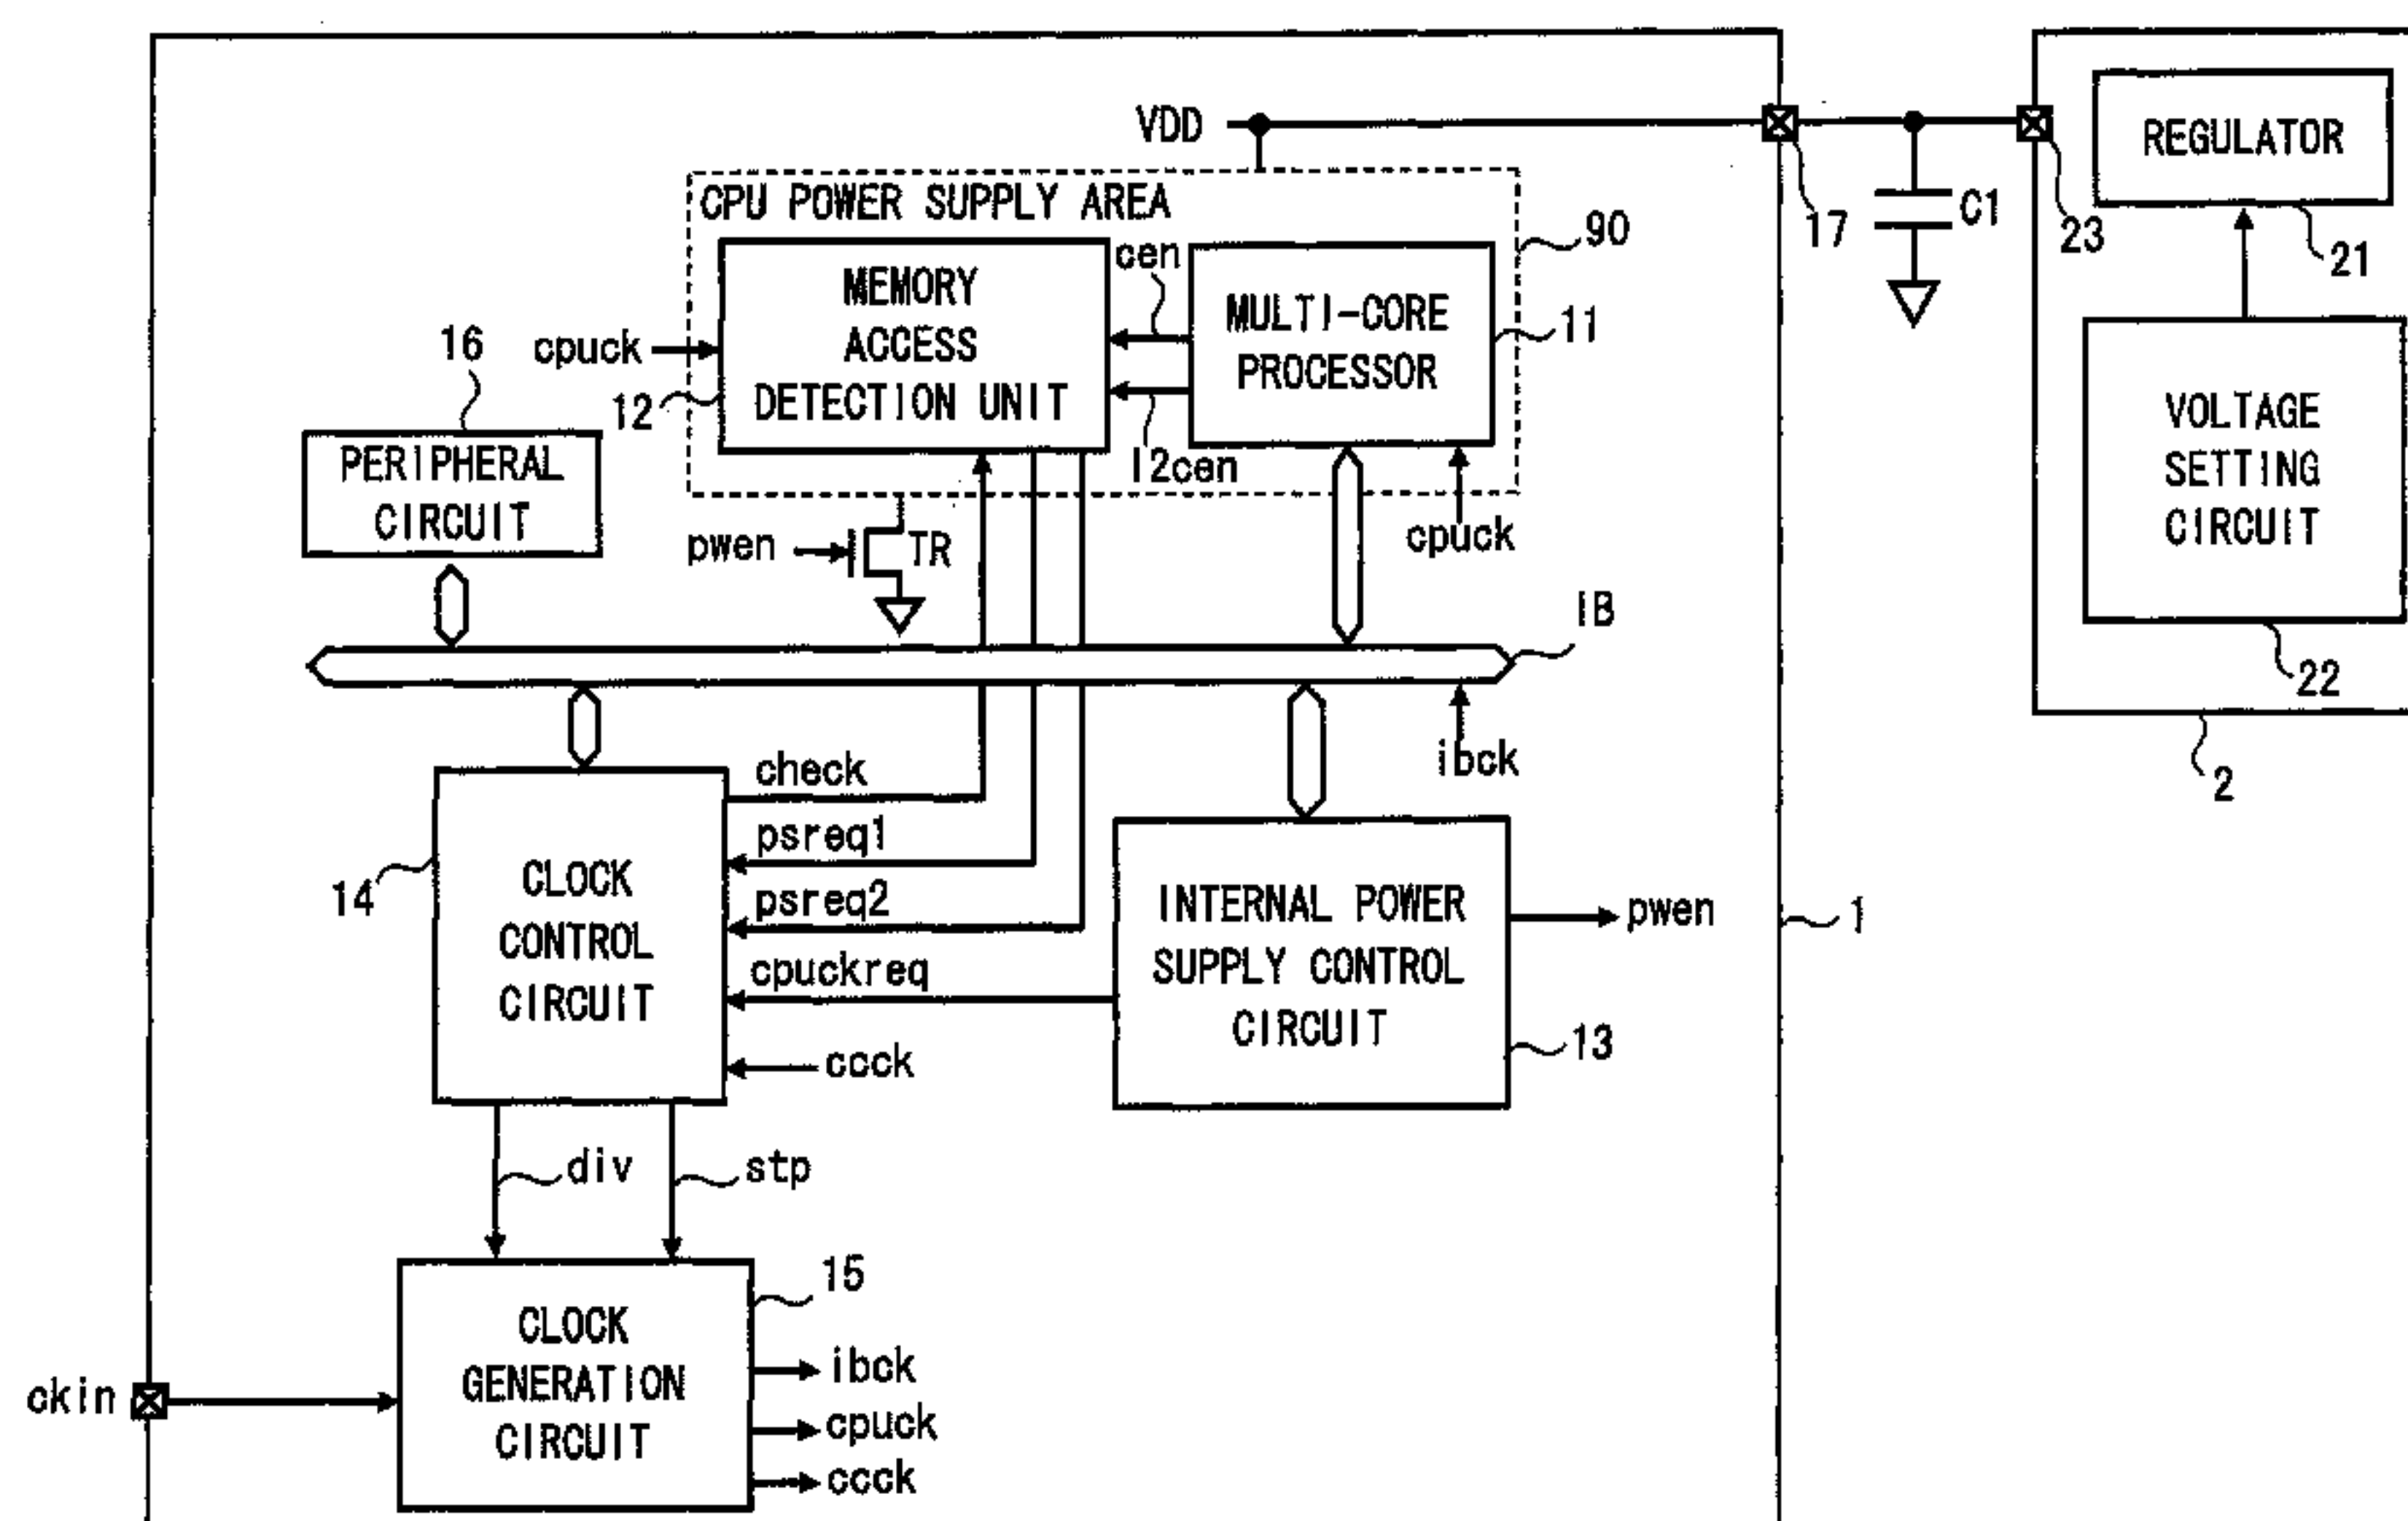 VDD
REGULATOR
CPU POWER SUPPLY AREA
90
17
C1
23
21
cen
MEMORY
ACCESS
DETECTION UNIT
MULTI-CORE
PROCESSOR
11
16
cpuck
12
l2cen
PERIPHERAL
CIRCUIT
VOLTAGE
SETTING
CIRCUIT
pwen
TR
cpuck
IB
22
check
ibck
2
psreq1
14
CLOCK
CONTROL
CIRCUIT
psreq2
INTERNAL POWER
SUPPLY CONTROL
CIRCUIT
pwen
1
cpuckreq
13
ccck
div
stp
15
CLOCK
GENERATION
CIRCUIT
ckin
ibck
cpuck
ccck